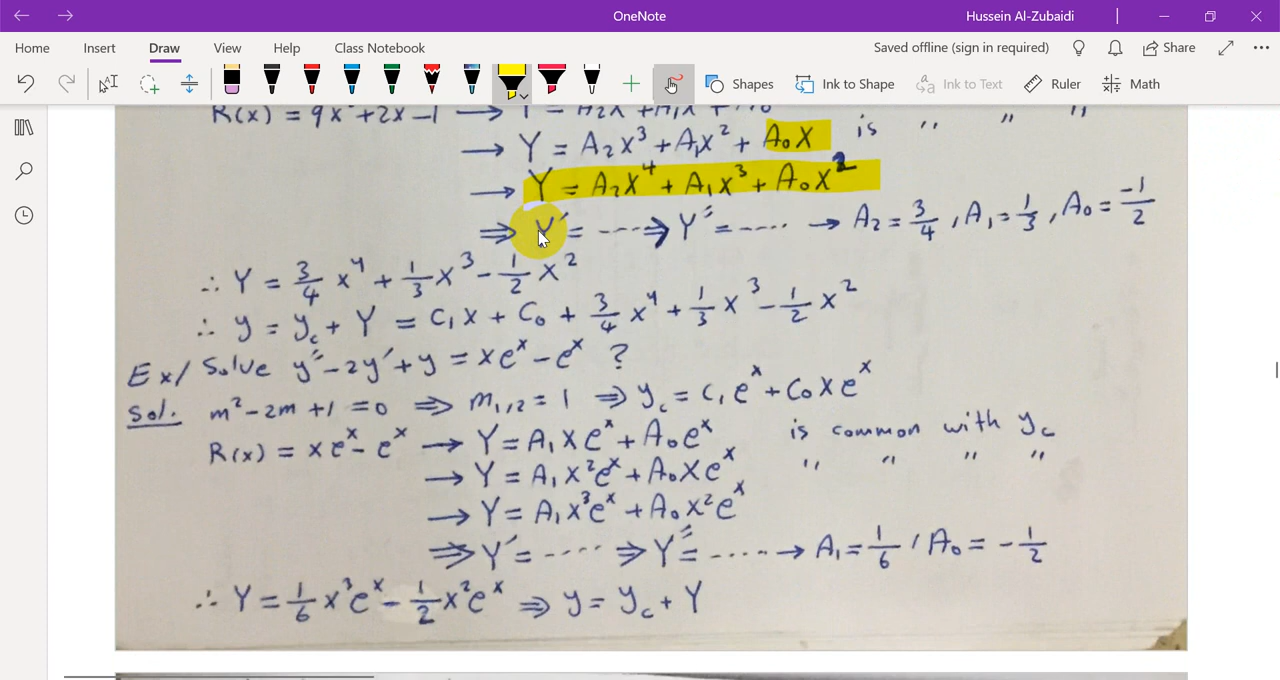 OneNote
Hussein Al-Zubaidi
Home Insert Draw View Help Class Notebook
Saved offline (sign in required) Share
Shapes Ink to Shape Ink to Text Ruler Math
R(x) = 9x²+2x-1 → Y = A₂x²+A₁x + A₀
→ Y = A₂x³+A₁x² + A₀x is ,, ,, ,,
→ Y = A₂x⁴ + A₁x³ + A₀x²
⇒ Y′ = ----⇒ Y″ = ---- → A₂ = 3/4 , A₁ = 1/3 , A₀ = -1/2
∴ Y = 3/4 x⁴ + 1/3 x³ - 1/2 x²
∴ y = y_c + Y = C₁x + C₀ + 3/4 x⁴ + 1/3 x³ - 1/2 x²
Ex/ Solve y″-2y′+y = xeˣ-eˣ ?
Sol. m²-2m+1=0 ⇒ m₁,₂ = 1 ⇒ y_c = C₁eˣ + C₀xeˣ
R(x) = xeˣ-eˣ → Y = A₁xeˣ + A₀eˣ is common with y_c
→ Y = A₁x²eˣ + A₀xeˣ ,, ,, ,, ,,
→ Y = A₁x³eˣ + A₀x²eˣ
⇒ Y′ = ---- ⇒ Y″ = ---- → A₁ = 1/6 , A₀ = -1/2
∴ Y = 1/6 x³eˣ - 1/2 x²eˣ ⇒ y = y_c + Y